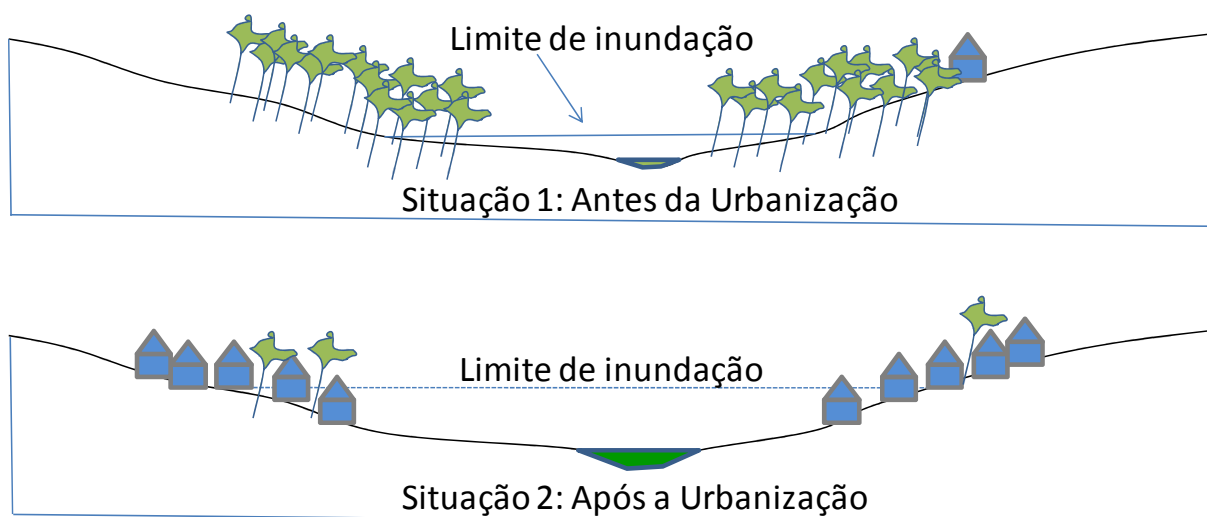 Limite de inundação
Situação 1: Antes da Urbanização
Limite de inundação
Situação 2: Após a Urbanização